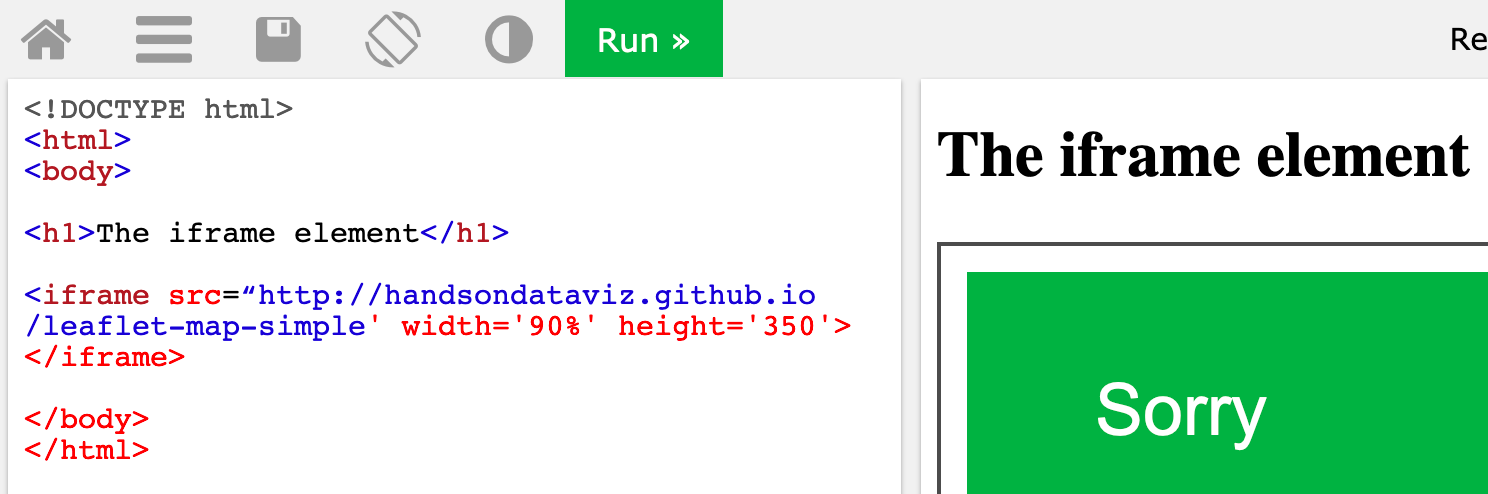 Run »
Re
<!DOCTYPE html>
<html>
<body>
<h1>The iframe element</h1>
<iframe src=“http://handsondataviz.github.io
/leaflet-map-simple' width='90%' height='350'>
</iframe>
</body>
</html>
The iframe element
Sorry